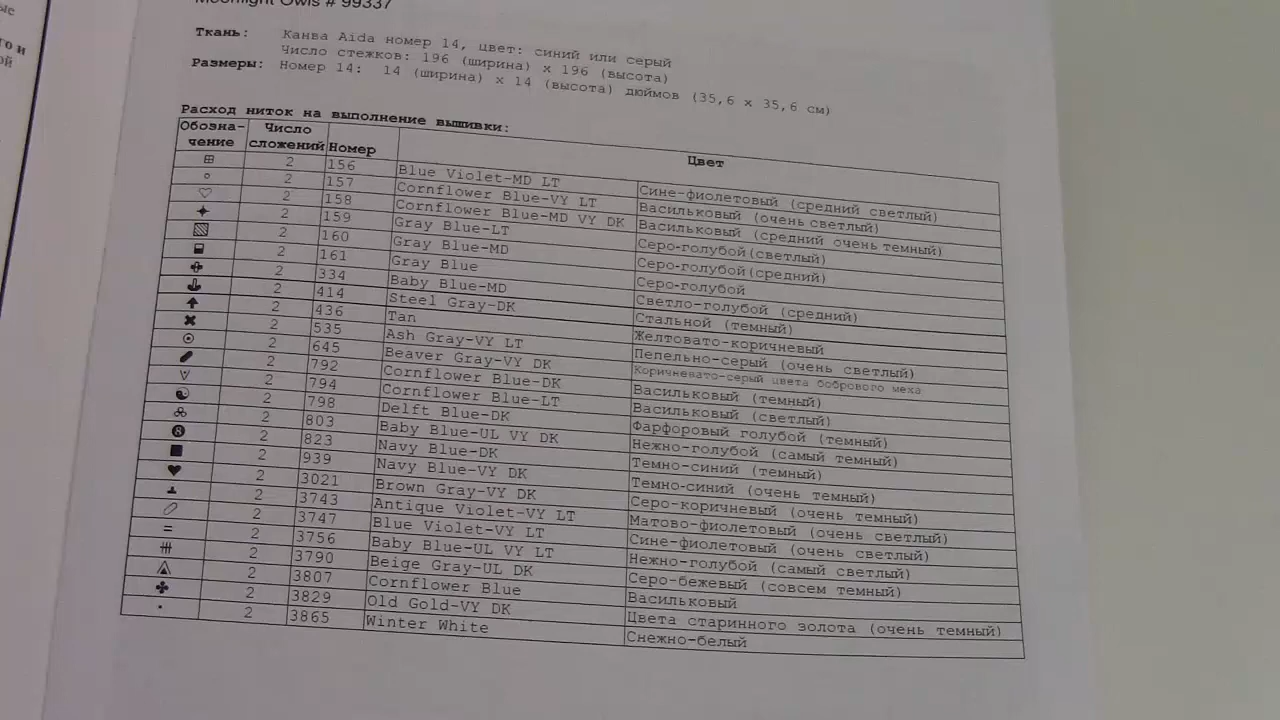 Moonlight Owls # 99337
Ткань: Канва Aida номер 14, цвет: синий или серый
Число стежков: 196 (ширина) x 196 (высота)
Размеры: Номер 14: 14 (ширина) x 14 (высота) дюймов (35,6 x 35,6 см)
Расход ниток на выполнение вышивки:
Обозна-чение Число сложений Номер Цвет
2 156 Blue Violet-MD LT Сине-фиолетовый (средний светлый)
2 157 Cornflower Blue-VY LT Васильковый (очень светлый)
2 158 Cornflower Blue-MD VY DK Васильковый (средний очень темный)
2 159 Gray Blue-LT Серо-голубой(светлый)
2 160 Gray Blue-MD Серо-голубой(средний)
2 161 Gray Blue Серо-голубой
2 334 Baby Blue-MD Светло-голубой (средний)
2 414 Steel Gray-DK Стальной (темный)
2 436 Tan Желтовато-коричневый
2 535 Ash Gray-VY LT Пепельно-серый (очень светлый)
2 645 Beaver Gray-VY DK Коричневато-серый цвета бобрового меха
2 792 Cornflower Blue-DK Васильковый (темный)
2 794 Cornflower Blue-LT Васильковый (светлый)
2 798 Delft Blue-DK Фарфоровый голубой (темный)
2 803 Baby Blue-UL VY DK Нежно-голубой (самый темный)
2 823 Navy Blue-DK Темно-синий (темный)
2 939 Navy Blue-VY DK Темно-синий (очень темный)
2 3021 Brown Gray-VY DK Серо-коричневый (очень темный)
2 3743 Antique Violet-VY LT Матово-фиолетовый (очень светлый)
2 3747 Blue Violet-VY LT Сине-фиолетовый (очень светлый)
2 3756 Baby Blue-UL VY LT Нежно-голубой (самый светлый)
2 3790 Beige Gray-UL DK Серо-бежевый (совсем темный)
2 3807 Cornflower Blue Васильковый
2 3829 Old Gold-VY DK Цвета старинного золота (очень темный)
2 3865 Winter White Снежно-белый